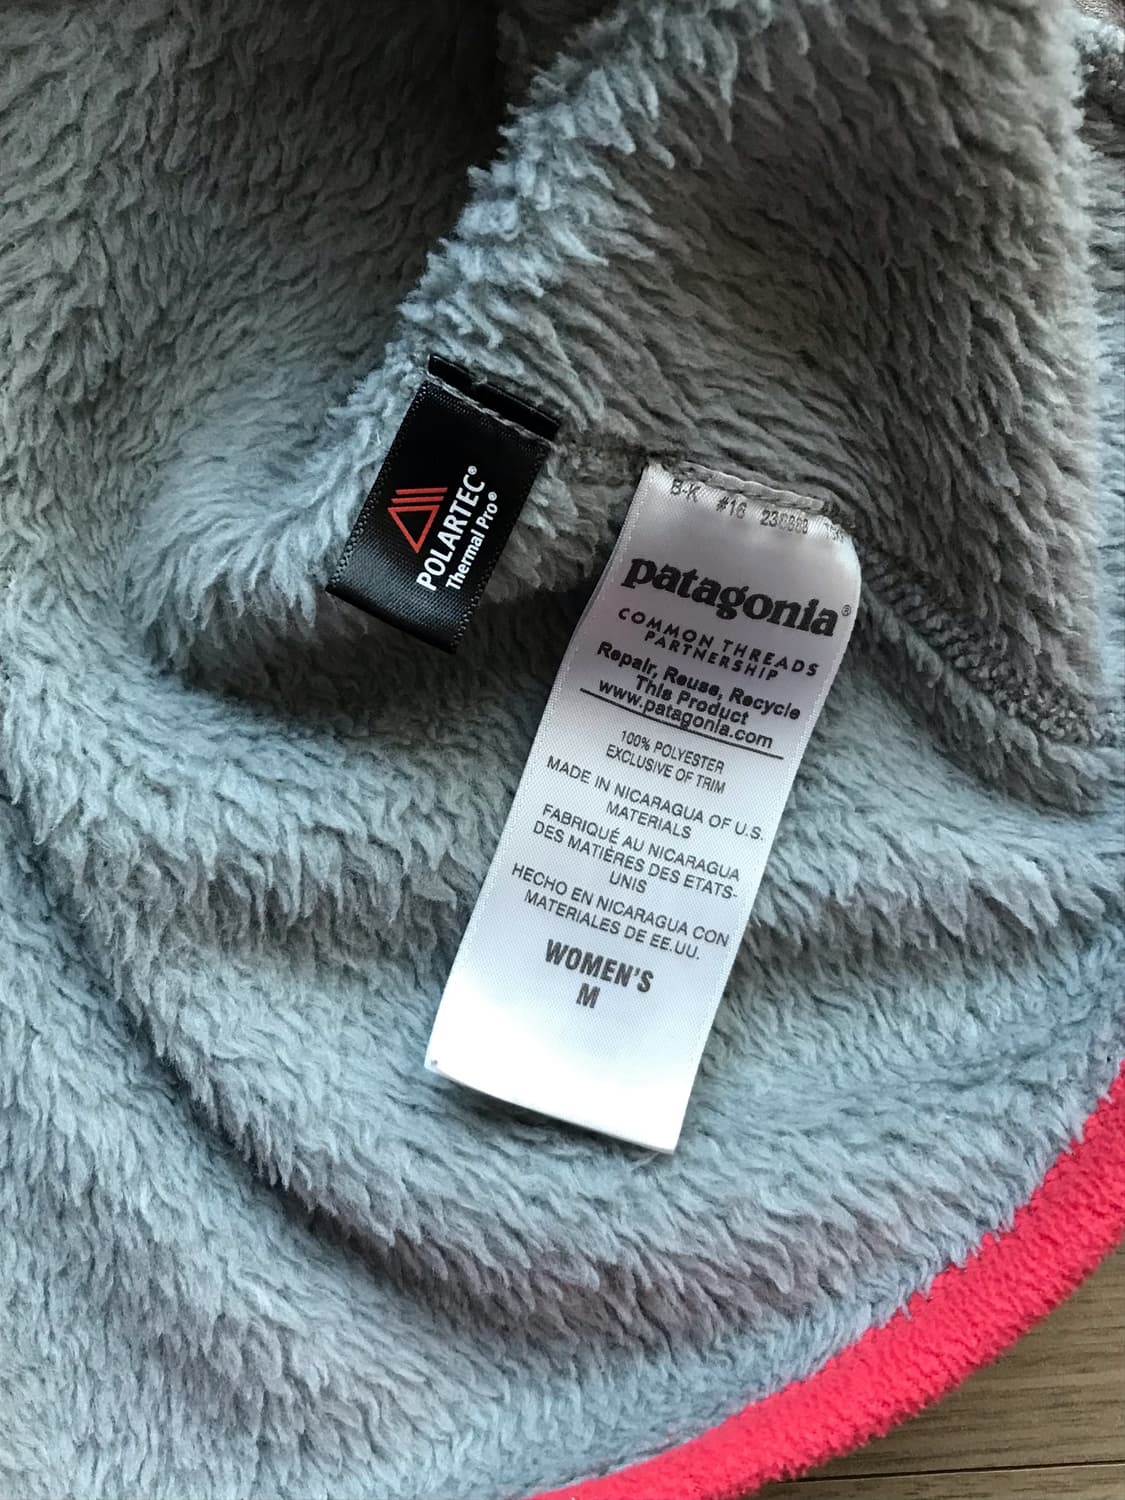 POLARTEC®
Thermal Pro®
B-K #16
patagonia®
COMMON THREADS
PARTNERSHIP
Repair, Reuse, Recycle
This Product
www.patagonia.com
100% POLYESTER
EXCLUSIVE OF TRIM
MADE IN NICARAGUA OF U.S.
MATERIALS
FABRIQUÉ AU NICARAGUA
DES MATIÈRES DES ETATS-
UNIS
HECHO EN NICARAGUA CON
MATERIALES DE EE.UU.
WOMEN'S
M